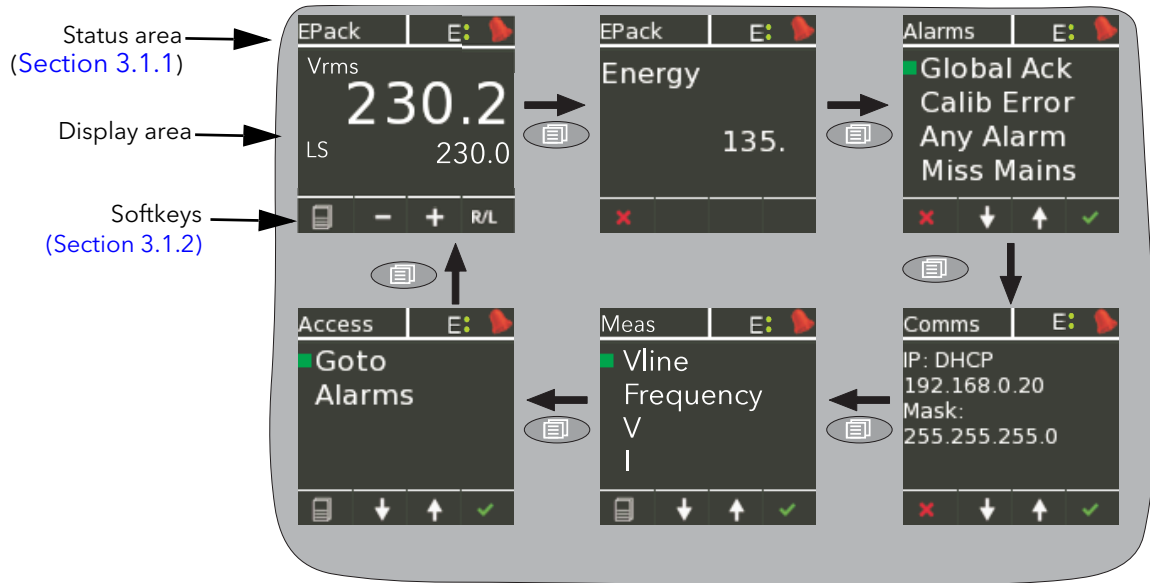 Status area
(Section 3.1.1)
Display area
Softkeys
(Section 3.1.2)
EPack E:
Vrms
230.2
LS 230.0
− + R/L
EPack E:
Energy
135.
Alarms E:
Global Ack
Calib Error
Any Alarm
Miss Mains
Access E:
Goto
Alarms
Meas E:
Vline
Frequency
V
I
Comms E:
IP: DHCP
192.168.0.20
Mask:
255.255.255.0